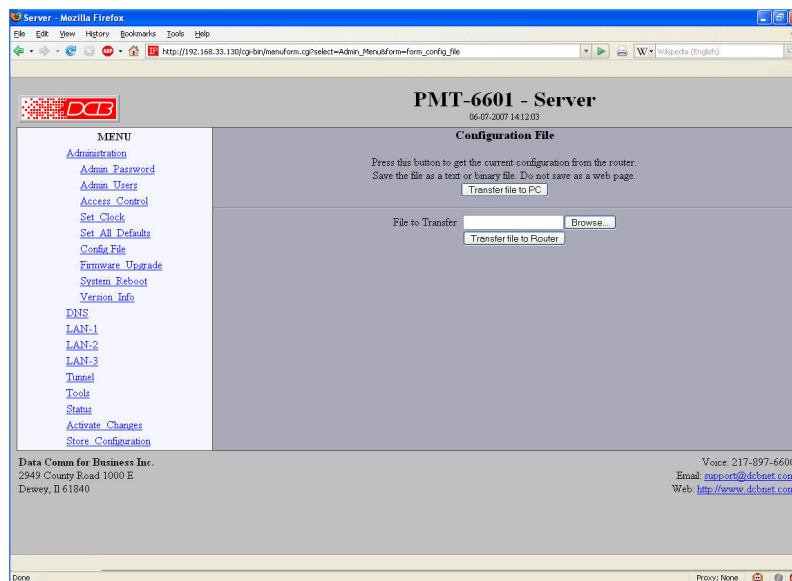 Server - Mozilla Firefox
File Edit View History Bookmarks Tools Help
http://192.168.33.130/cgi-bin/menuform.cgi?select=Admin_Menu&form=form_config_file
Wikipedia (English)
DCB
PMT-6601 - Server
06-07-2007 14:12:03
MENU
Administration
Admin Password
Admin Users
Access Control
Set Clock
Set All Defaults
Config File
Firmware Upgrade
System Reboot
Version Info
DNS
LAN-1
LAN-2
LAN-3
Tunnel
Tools
Status
Activate Changes
Store Configuration
Configuration File
Press this button to get the current configuration from the router.
Save the file as a text or binary file. Do not save as a web page.
Transfer file to PC
File to Transfer: Browse...
Transfer file to Router
Data Comm for Business Inc.
2949 County Road 1000 E
Dewey, Il 61840
Voice: 217-897-6600
Email: support@dcbnet.com
Web: http://www.dcbnet.com
Done
Proxy: None